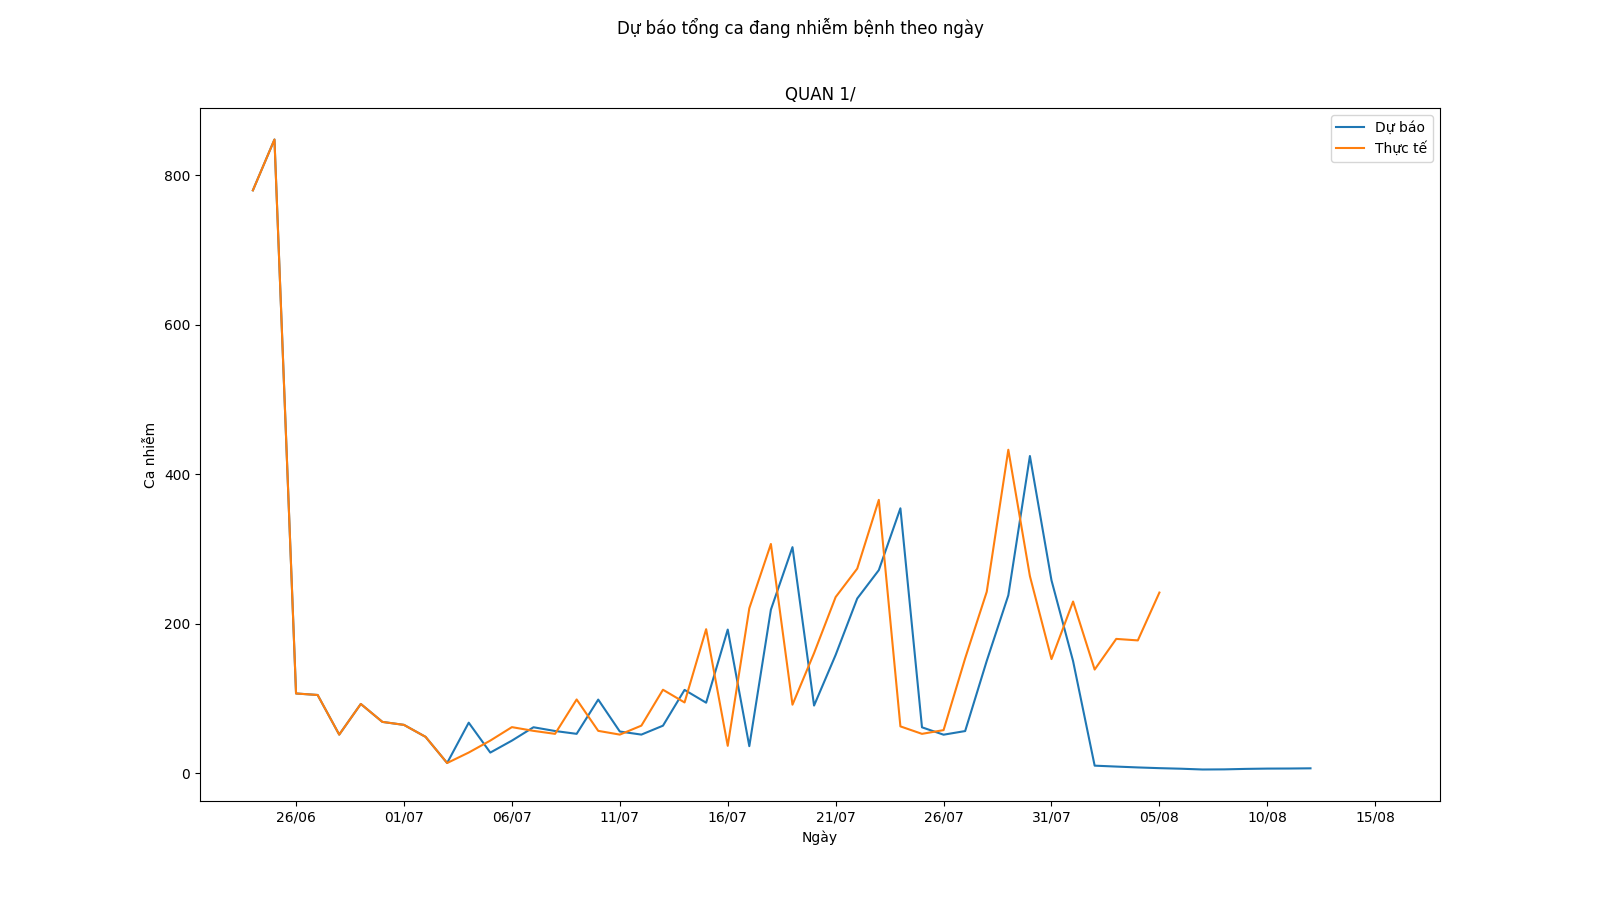 Dự báo tổng ca đang nhiễm bệnh theo ngày
QUAN 1/
Dự báo
Thực tế
800
600
400
200
0
Ca nhiễm
26/06 01/07 06/07 11/07 16/07 21/07 26/07 31/07 05/08 10/08 15/08
Ngày